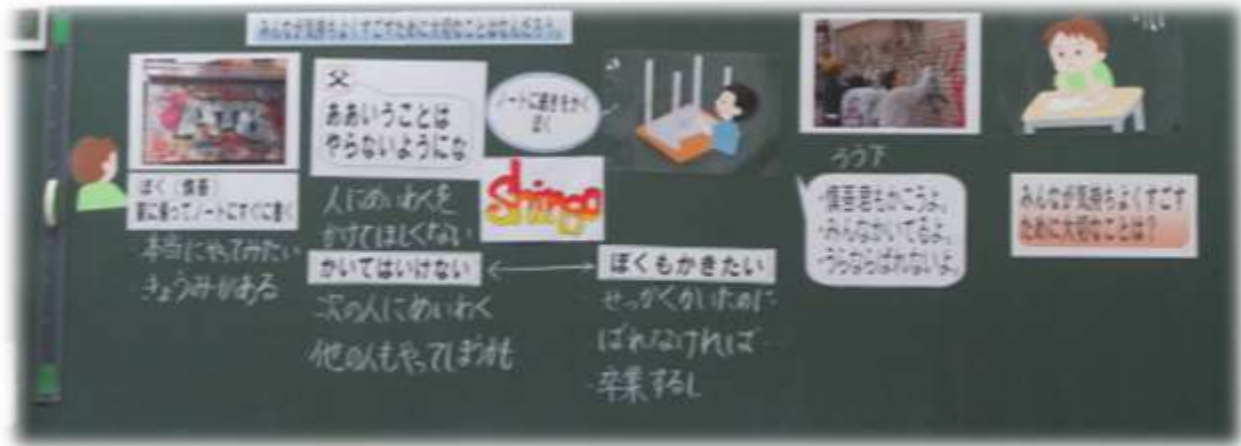 みんなが気持ちよくすごすために大切なことはなんだろう。
父
ああいうことは
やらないようにな
ノートに続きをかく
ぼく
Shingo
ぼく（慎吾）
家に帰ってノートにすぐに書く
・本当にやってみたい
・きょうみがある
人にめいわくを
かけてほしくない
かいてはいけない
次の人にめいわく
他の人もやってしまうかも
ぼくもかきたい
・せっかくかいたのに
・ばれなければ
・卒業するし
ろう下
・慎吾君もかこうよ。
・みんなかいてるよ。
・うらならばれないよ。
みんなが気持ちよくすごす
ために大切なことは？